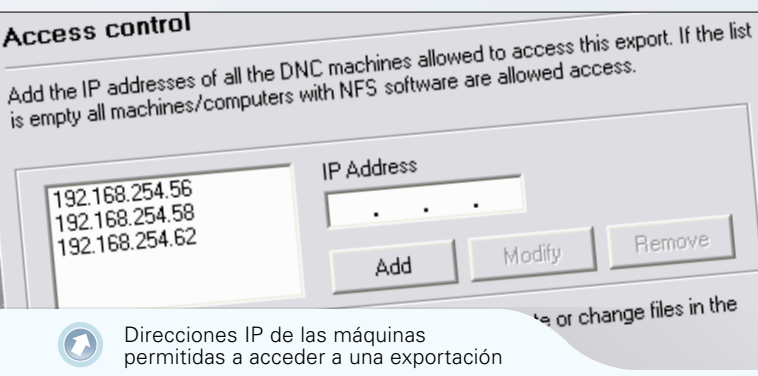 Access control
Add the IP addresses of all the DNC machines allowed to access this export. If the list
is empty all machines/computers with NFS software are allowed access.
192.168.254.56
192.168.254.58
192.168.254.62
IP Address
. . .
Add
Modify
Remove
or change files in the
Direcciones IP de las máquinas
permitidas a acceder a una exportación